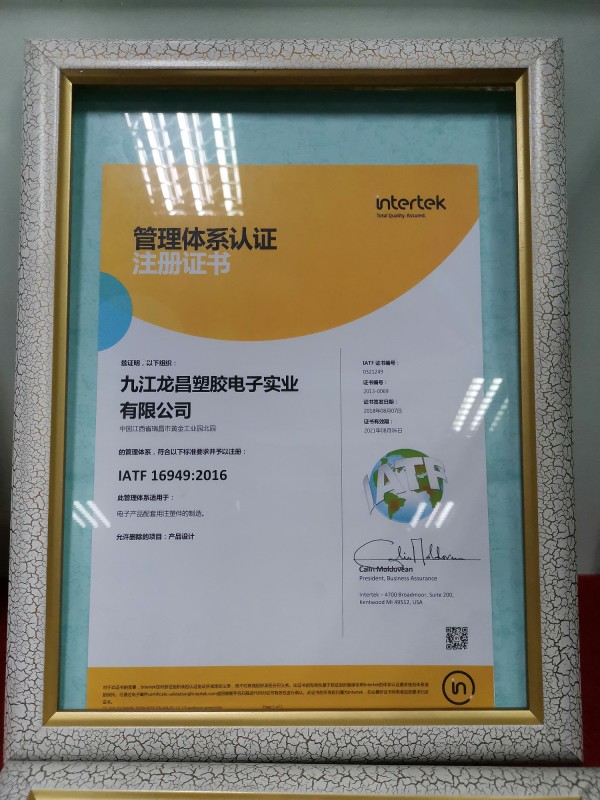 intertek
Total Quality. Assured.
管理体系认证
注册证书
兹证明，以下组织：
九江龙昌塑胶电子实业
有限公司
中国江西省瑞昌市黄金工业园北园
的管理体系，符合以下标准要求并予以注册：
IATF 16949:2016
此管理体系适用于：
电子产品配套用注塑件的制造。
允许删除的项目：产品设计
IATF 证书编号：
0321249
证书编号：
2013-0069
证书签发日期：
2018年08月07日
证书有效期：
2021年08月06日
IATF
Calin Moldovean
Calin Moldovean
President, Business Assurance
Intertek – 4700 Broadmoor, Suite 200,
Kentwood MI 49512, USA
in